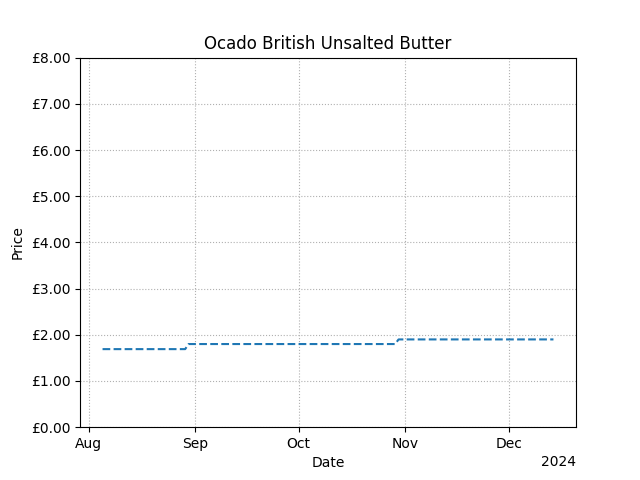 Ocado British Unsalted Butter
£8.00
£7.00
£6.00
£5.00
£4.00
£3.00
£2.00
£1.00
£0.00
Price
Aug Sep Oct Nov Dec
Date
2024